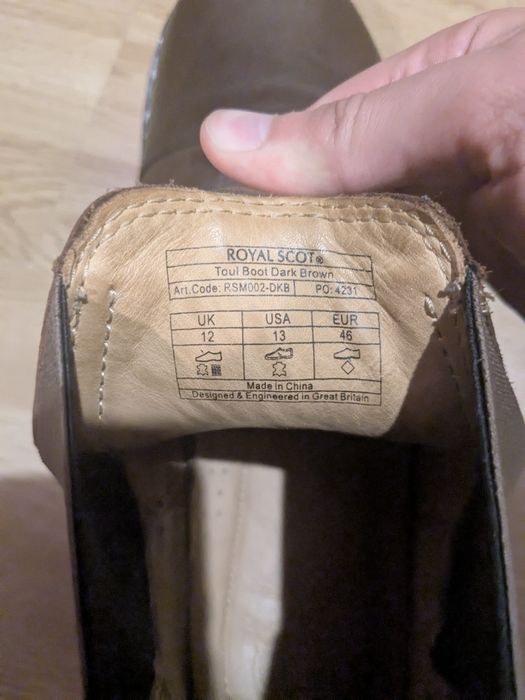 ROYAL SCOT®
Toul Boot Dark Brown
Art.Code: RSM002-DKB PO: 4231
UK USA EUR
12 13 46
Made in China
Designed & Engineered in Great Britain